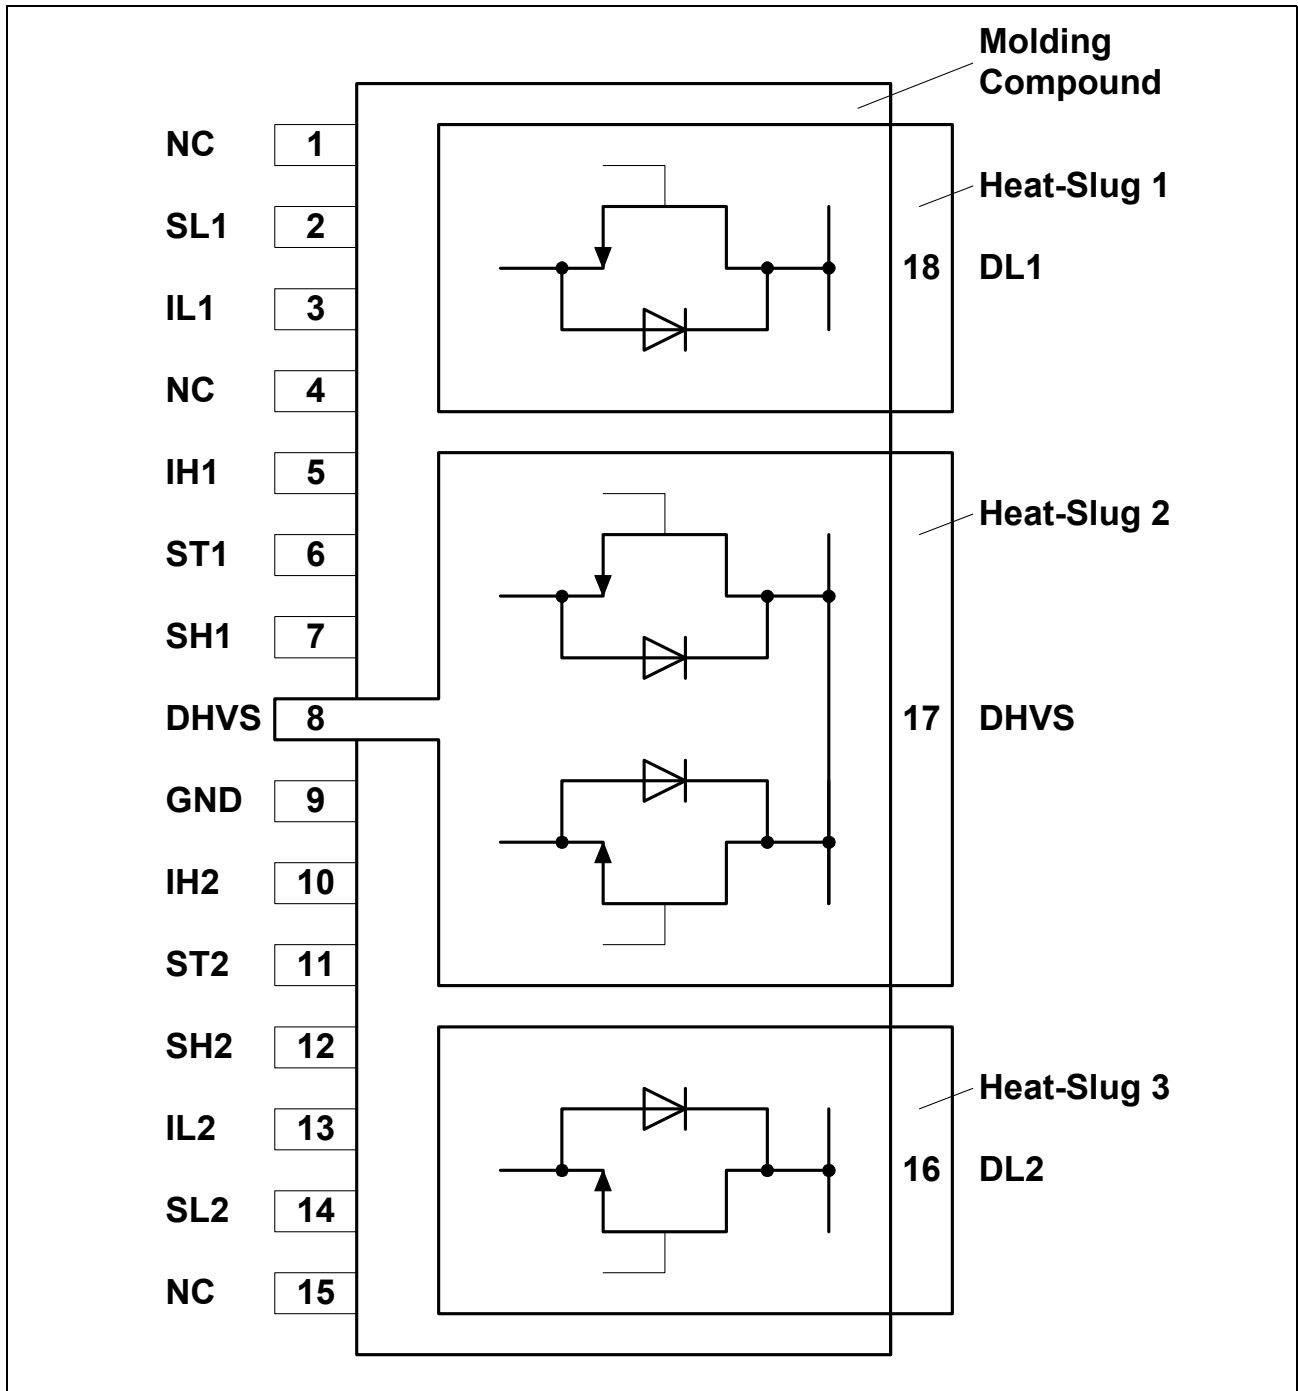 Molding
Compound
NC 1
SL1 2
IL1 3
NC 4
IH1 5
ST1 6
SH1 7
DHVS 8
GND 9
IH2 10
ST2 11
SH2 12
IL2 13
SL2 14
NC 15
Heat-Slug 1
18 DL1
Heat-Slug 2
17 DHVS
Heat-Slug 3
16 DL2